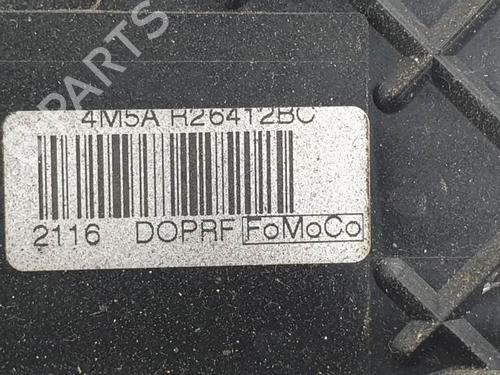 4M5A R26412BC
2116 DOPRF FoMoCo
B-PARTS